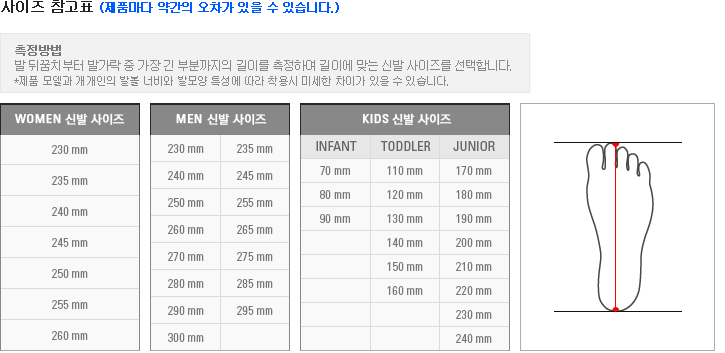 사이즈 참고표 (제품마다 약간의 오차가 있을 수 있습니다.)
측정방법
발 뒤꿈치부터 발가락 중 가장 긴 부분까지의 길이를 측정하며 길이에 맞는 신발 사이즈를 선택합니다.
*제품 모델과 개개인의 발볼 너비와 발모양 특성에 따라 착용시 미세한 차이가 있을 수 있습니다.
WOMEN 신발 사이즈
230 mm
235 mm
240 mm
245 mm
250 mm
255 mm
260 mm
MEN 신발 사이즈
230 mm 235 mm
240 mm 245 mm
250 mm 255 mm
260 mm 265 mm
270 mm 275 mm
280 mm 285 mm
290 mm 295 mm
300 mm
KIDS 신발 사이즈
INFANT TODDLER JUNIOR
70 mm 110 mm 170 mm
80 mm 120 mm 180 mm
90 mm 130 mm 190 mm
140 mm 200 mm
150 mm 210 mm
160 mm 220 mm
230 mm
240 mm